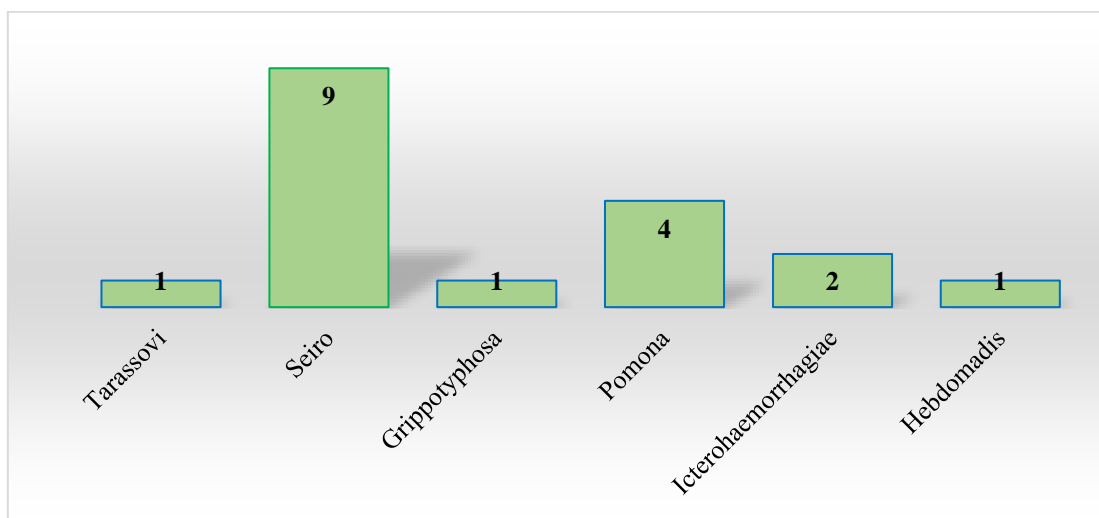 9
4
1
1
2
1
Tarassovi
Seiro
Grippotyphosa
Pomona
Icterohaemorrhagiae
Hebdomadis